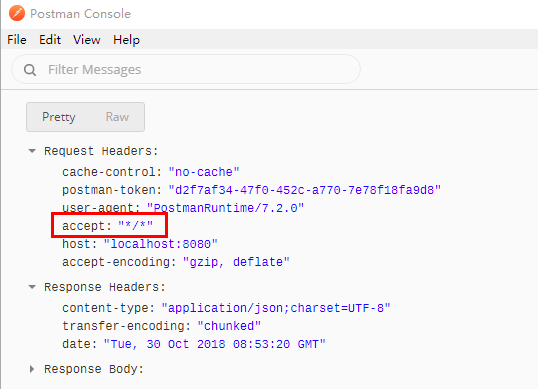 Postman Console
File Edit View Help
Filter Messages
Pretty Raw
Request Headers:
cache-control: "no-cache"
postman-token: "d2f7af34-47f0-452c-a770-7e78f18fa9d8"
user-agent: "PostmanRuntime/7.2.0"
accept: "*/*"
host: "localhost:8080"
accept-encoding: "gzip, deflate"
Response Headers:
content-type: "application/json;charset=UTF-8"
transfer-encoding: "chunked"
date: "Tue, 30 Oct 2018 08:53:20 GMT"
Response Body: